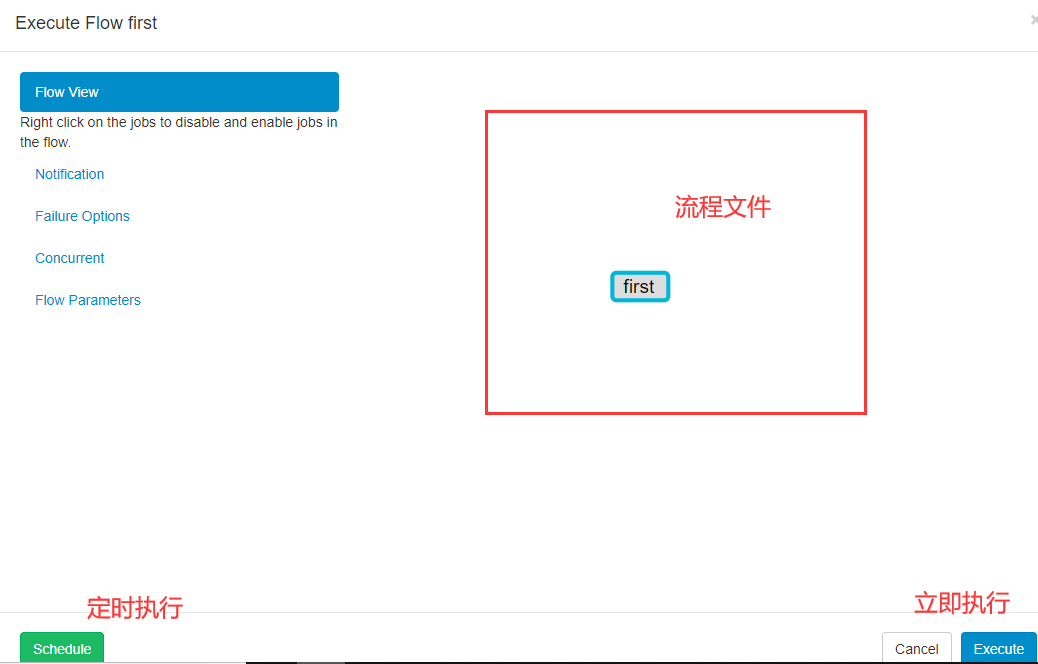 Execute Flow first
×
Flow View
Right click on the jobs to disable and enable jobs in
the flow.
Notification
Failure Options
Concurrent
Flow Parameters
流程文件
first
定时执行
立即执行
Schedule
Cancel
Execute